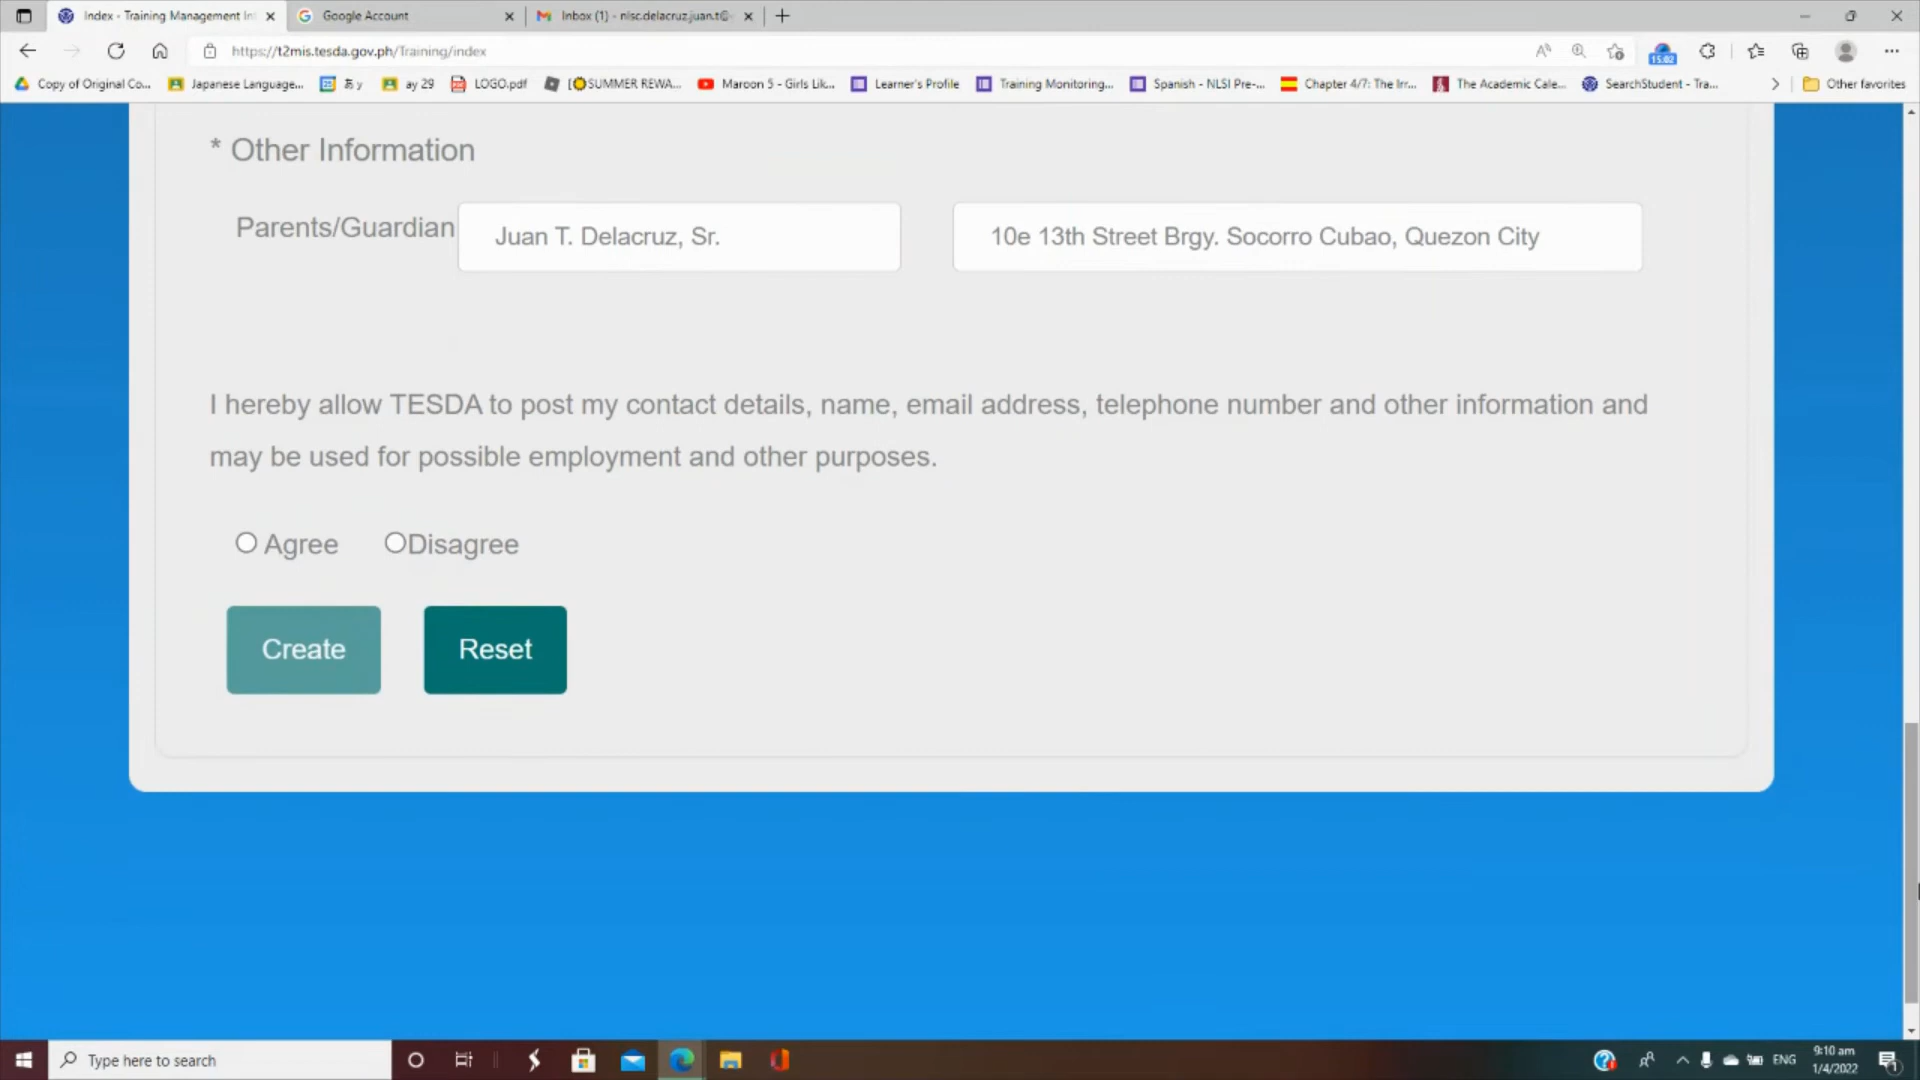 Index - Training Management In
Google Account
Inbox (1) - nlsc.delacruz.juan.t@
https://t2mis.tesda.gov.ph/Training/index
15:02
Copy of Original Co...
Japanese Language...
あy
ay 29
LOGO.pdf
[🌻SUMMER REWA...
Maroon 5 - Girls Lik...
Learner's Profile
Training Monitoring...
Spanish - NLSI Pre-...
Chapter 4/7: The Irr...
The Academic Cale...
SearchStudent - Tra...
Other favorites
* Other Information
Parents/Guardian
Juan T. Delacruz, Sr.
10e 13th Street Brgy. Socorro Cubao, Quezon City
I hereby allow TESDA to post my contact details, name, email address, telephone number and other information and
may be used for possible employment and other purposes.
Agree
Disagree
Create
Reset
Type here to search
ENG
9:10 am
1/4/2022